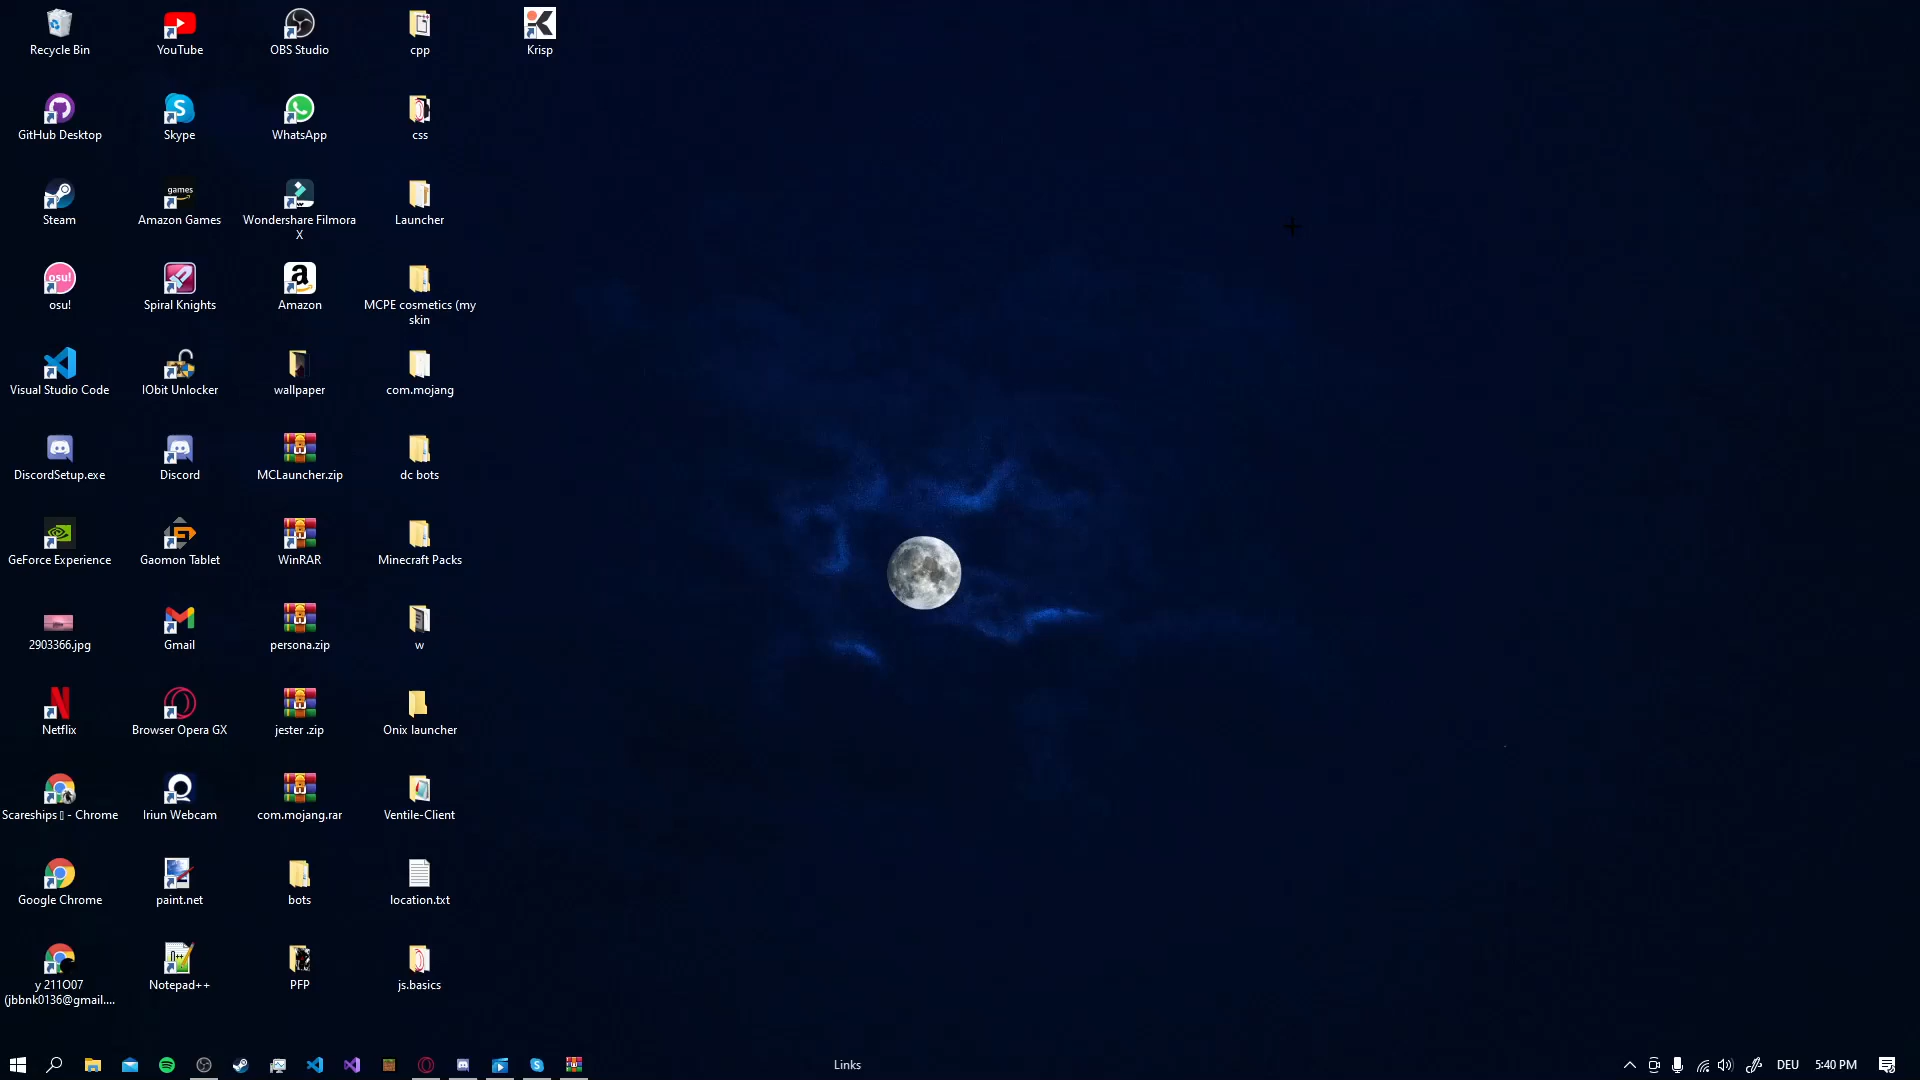 Recycle Bin
YouTube
OBS Studio
cpp
Krisp
GitHub Desktop
Skype
WhatsApp
css
Steam
games
Amazon Games
Wondershare Filmora
X
Launcher
osu!
osu!
Spiral Knights
Amazon
MCPE cosmetics (my
skin
Visual Studio Code
IObit Unlocker
wallpaper
com.mojang
DiscordSetup.exe
Discord
MCLauncher.zip
dc bots
GeForce Experience
Gaomon Tablet
WinRAR
Minecraft Packs
2903366.jpg
Gmail
persona.zip
w
Netflix
Browser Opera GX
jester .zip
Onix launcher
Scareships ▯ - Chrome
Iriun Webcam
com.mojang.rar
Ventile-Client
Google Chrome
paint.net
bots
location.txt
y 211O07
(jbbnk0136@gmail....
Notepad++
PFP
js.basics
Links
DEU
5:40 PM